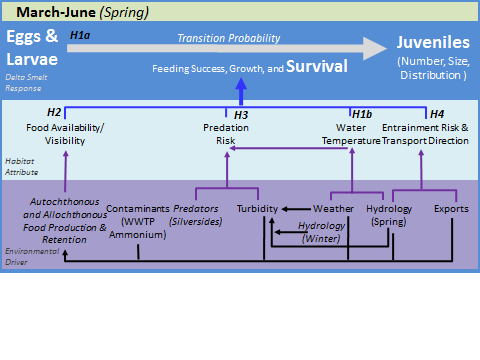 March-June (Spring)
Eggs &
Larvae
H1a
Transition Probability
Juveniles
(Number, Size,
Distribution )
Feeding Success, Growth, and Survival
Delta Smelt
Response
H2
H3
H1b
H4
Food Availability/
Visibility
Predation
Risk
Water
Temperature
Entrainment Risk &
Transport Direction
Habitat
Attribute
Autochthonous
and Allochthonous
Food Production &
Retention
Contaminants
(WWTP
Ammonium)
Predators
(Silversides)
Turbidity
Weather
Hydrology
(Spring)
Exports
Hydrology
(Winter)
Environmental
Driver